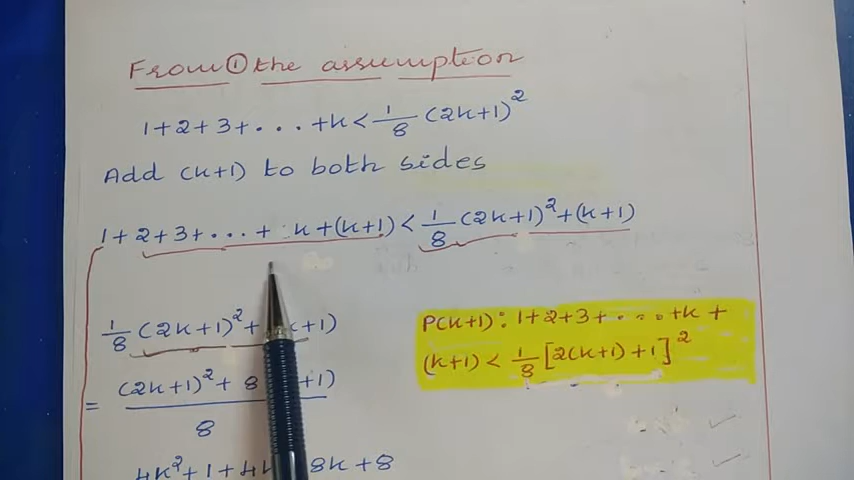 From ① the assumption
1+2+3+...+k < 1/8 (2k+1)²
Add (k+1) to both sides
1+2+3+...+ k+(k+1) < 1/8 (2k+1)² +(k+1)
1/8 (2k+1)² + k+1)
P(k+1): 1+2+3+....+k+
(k+1) < 1/8 [2(k+1)+1]²
= (2k+1)² + 8 +1)
8
4k²+1+4k 8k+8